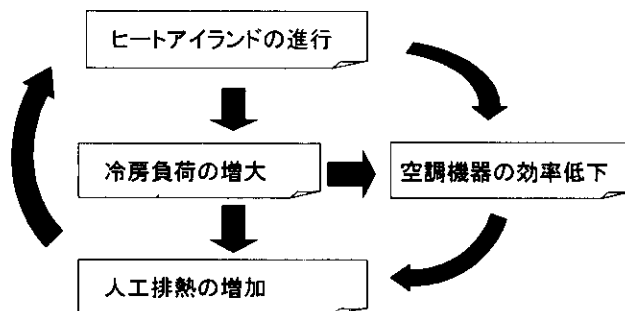 ヒートアイランドの進行
冷房負荷の増大
空調機器の効率低下
人工排熱の増加